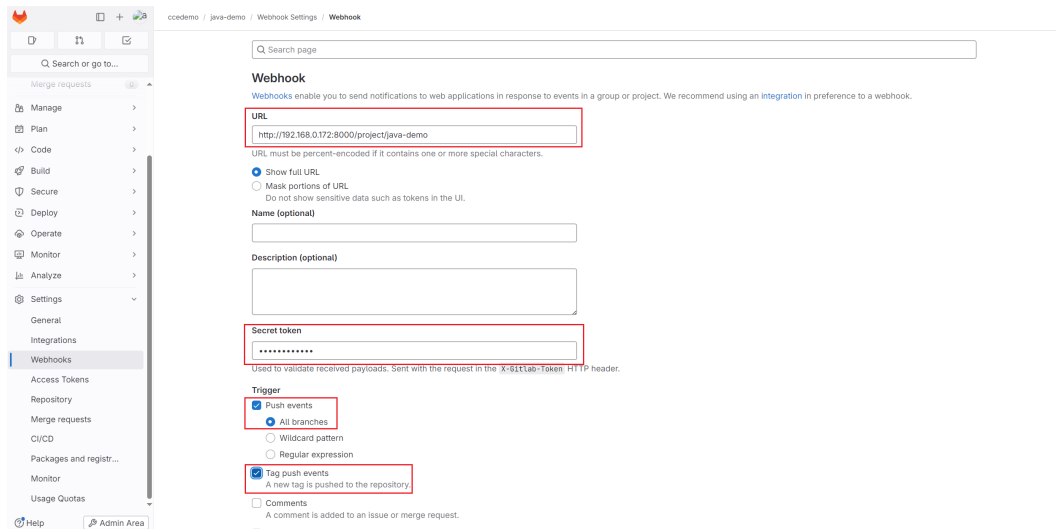 ccedemo / java-demo / Webhook Settings / Webhook
Search or go to...
Merge requests 0
Manage
Plan
Code
Build
Secure
Deploy
Operate
Monitor
Analyze
Settings
General
Integrations
Webhooks
Access Tokens
Repository
Merge requests
CI/CD
Packages and registr...
Monitor
Usage Quotas
Help
Admin Area
Search page
Webhook
Webhooks enable you to send notifications to web applications in response to events in a group or project. We recommend using an integration in preference to a webhook.
URL
http://192.168.0.172:8000/project/java-demo
URL must be percent-encoded if it contains one or more special characters.
Show full URL
Mask portions of URL
Do not show sensitive data such as tokens in the UI.
Name (optional)
Description (optional)
Secret token
••••••••••••
Used to validate received payloads. Sent with the request in the X-Gitlab-Token HTTP header.
Trigger
Push events
All branches
Wildcard pattern
Regular expression
Tag push events
A new tag is pushed to the repository.
Comments
A comment is added to an issue or merge request.